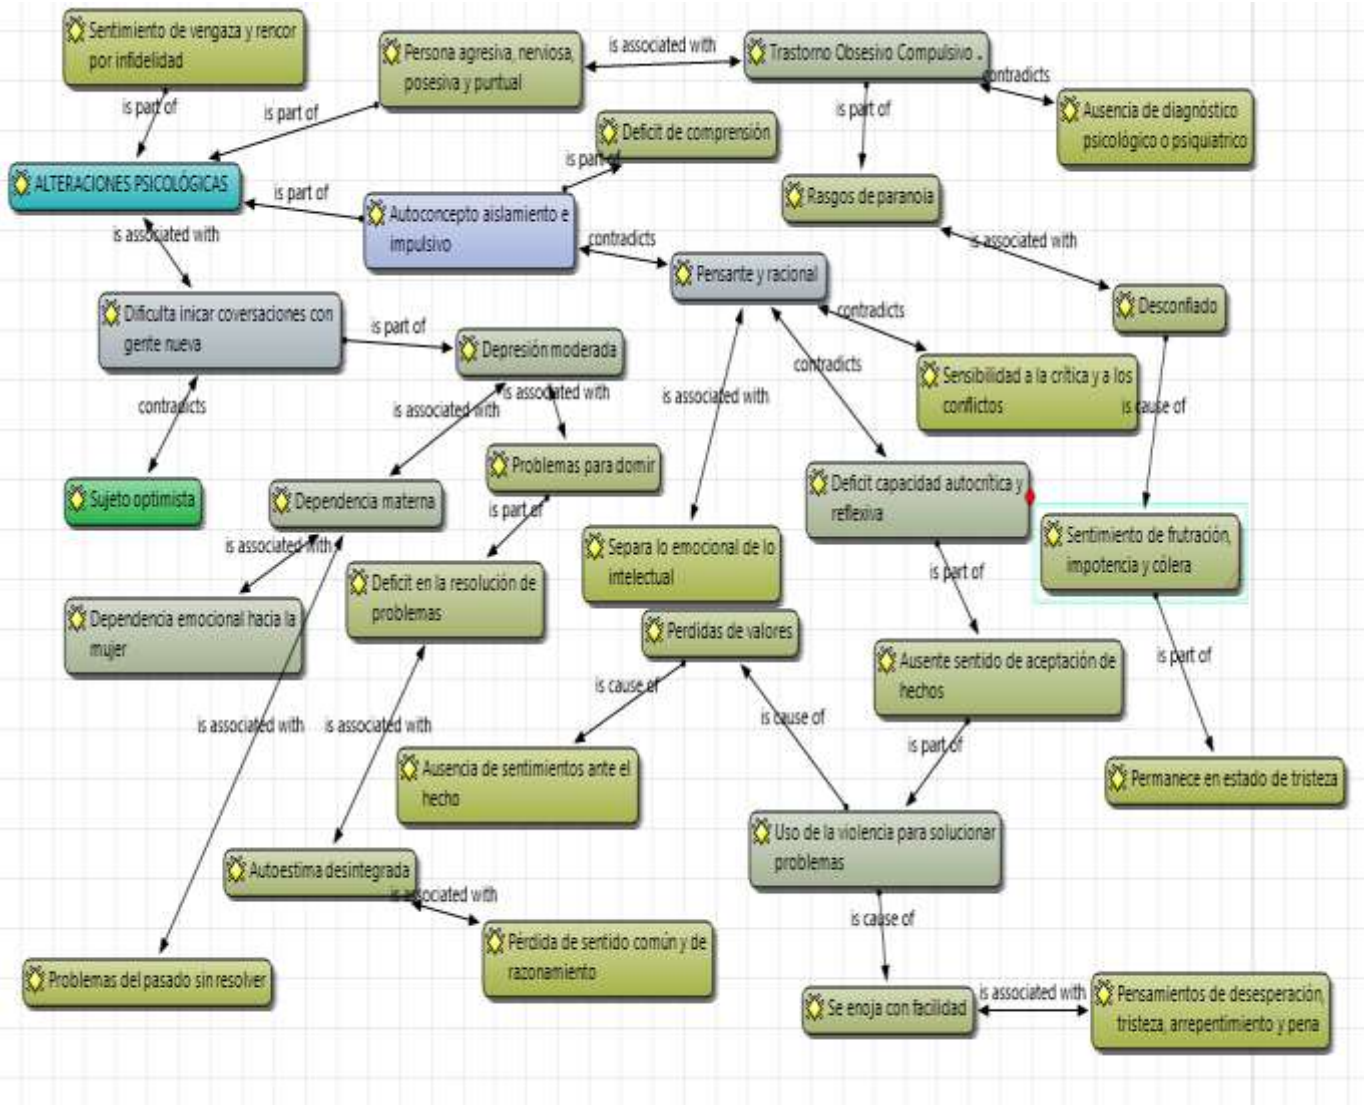 Sentimiento de vengaza y rencor
por infidelidad
Persona agresiva, nerviosa,
posesiva y puntual
is associated with
Trastorno Obsesivo Compulsivo .
contradicts
is part of
is part of
is part of
Ausencia de diagnóstico
psicológico o psiquiatrico
Deficit de comprensión
is part of
ALTERACIONES PSICOLÓGICAS
is part of
Autoconcepto aislamiento e
impulsivo
Rasgos de paranoia
is associated with
contradicts
is associated with
Pensante y racional
Desconfiado
Dificulta inicar coversaciones con
gente nueva
is part of
contradicts
Depresión moderada
contradicts
Sensibilidad a la crítica y a los
conflictos
is associated with
is associated with
is associated with
contradicts
is cause of
Problemas para domir
Sujeto optimista
Dependencia materna
is part of
Deficit capacidad autocrítica y
reflexiva
is associated with
Separa lo emocional de lo
intelectual
Sentimiento de frutración,
impotencia y cólera
Deficit en la resolución de
problemas
is part of
Dependencia emocional hacia la
mujer
Perdidas de valores
Ausente sentido de aceptación de
hechos
is part of
is cause of
is associated with
is associated with
is cause of
is part of
Ausencia de sentimientos ante el
hecho
Permanece en estado de tristeza
Uso de la violencia para solucionar
problemas
Autoestima desintegrada
is associated with
is cause of
Pérdida de sentido común y de
razonamiento
Problemas del pasado sin resolver
Se enoja con facilidad
is associated with
Pensamientos de desesperación,
tristeza, arrepentimiento y pena